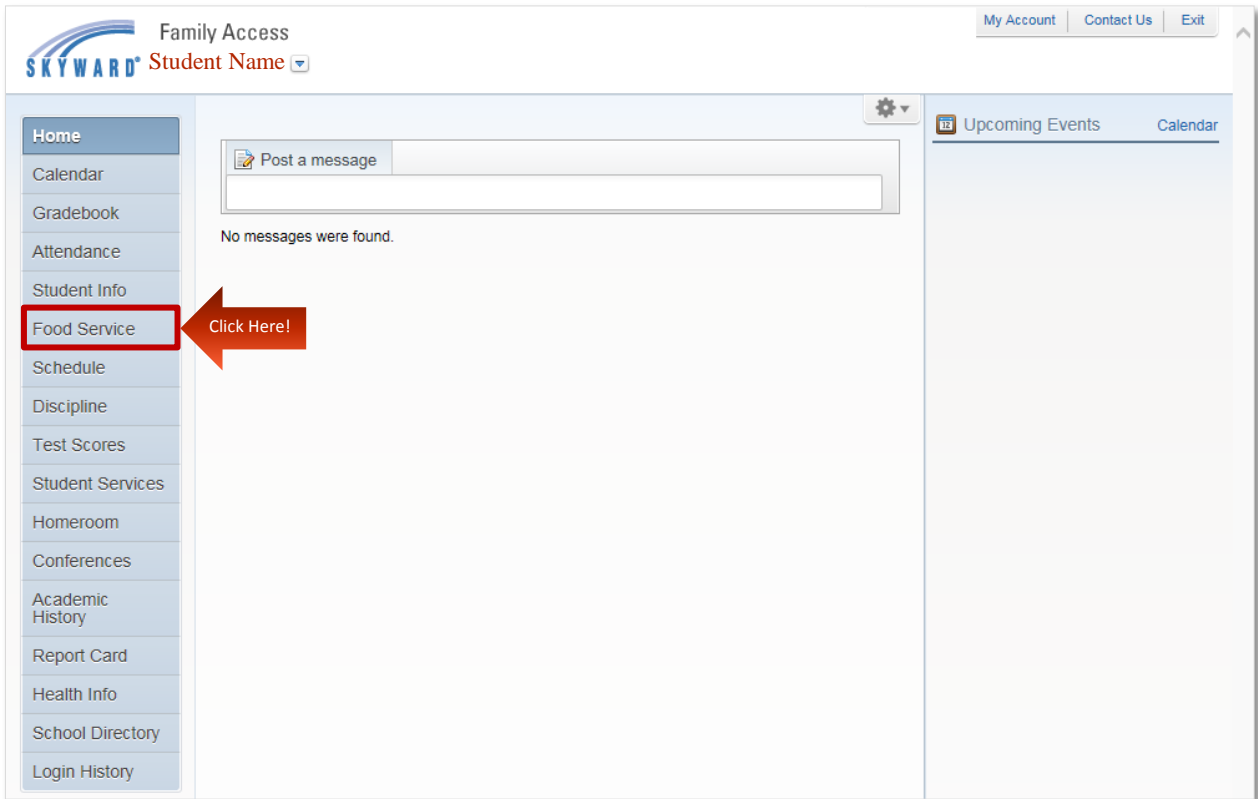 My Account Contact Us Exit
Family Access
SKYWARD® Student Name
Home
Calendar
Gradebook
Attendance
Student Info
Food Service
Schedule
Discipline
Test Scores
Student Services
Homeroom
Conferences
Academic
History
Report Card
Health Info
School Directory
Login History
Post a message
No messages were found.
Click Here!
12 Upcoming Events Calendar